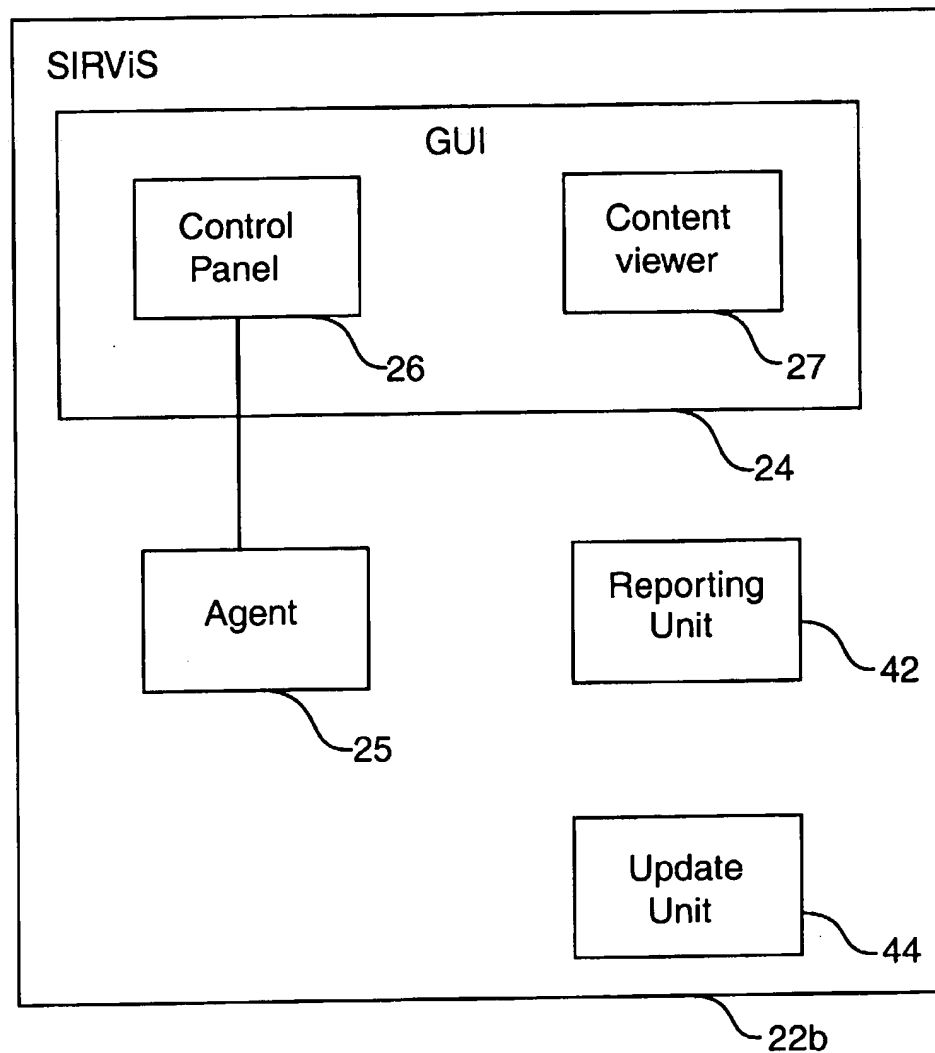 SIRViS
GUI
Control
Panel
Content
viewer
26
27
24
Agent
Reporting
Unit
42
25
Update
Unit
44
22b